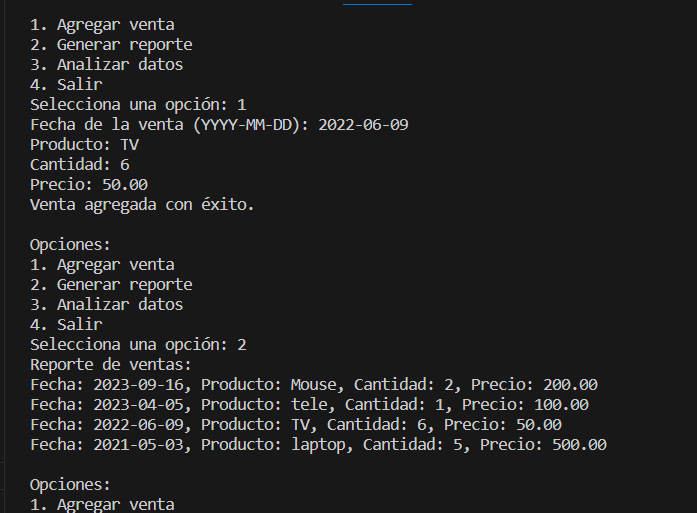 1. Agregar venta
2. Generar reporte
3. Analizar datos
4. Salir
Selecciona una opción: 1
Fecha de la venta (YYYY-MM-DD): 2022-06-09
Producto: TV
Cantidad: 6
Precio: 50.00
Venta agregada con éxito.
Opciones:
1. Agregar venta
2. Generar reporte
3. Analizar datos
4. Salir
Selecciona una opción: 2
Reporte de ventas:
Fecha: 2023-09-16, Producto: Mouse, Cantidad: 2, Precio: 200.00
Fecha: 2023-04-05, Producto: tele, Cantidad: 1, Precio: 100.00
Fecha: 2022-06-09, Producto: TV, Cantidad: 6, Precio: 50.00
Fecha: 2021-05-03, Producto: laptop, Cantidad: 5, Precio: 500.00
Opciones:
1. Agregar venta